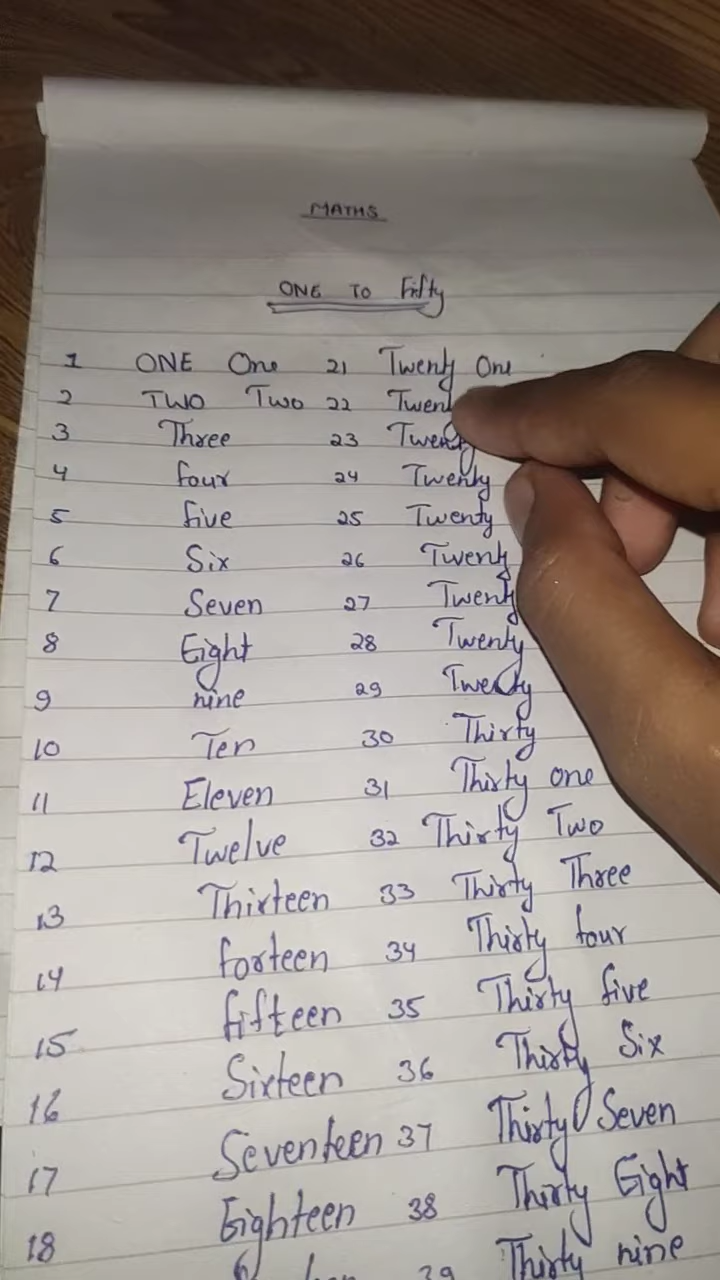 MATHS
ONE TO Fifty
1 ONE One 21 Twenty One
2 TWO Two 22
3 Three 23 Twenty
4 four 24 Twenty
5 five 25 Twenty
6 Six 26 Twenty
7 Seven 27 Twenty
8 Eight 28 Twenty
9 nine 29 Twenty
10 Ten 30 Thirty
11 Eleven 31 Thirty one
12 Twelve 32 Thirty Two
13 Thirteen 33 Thirty Three
14 forteen 34 Thirty four
15 fifteen 35 Thirty five
16 Sixteen 36 Thirty Six
17 Seventeen 37 Thirty Seven
18 Eighteen 38 Thirty Eight
39 Thirty nine